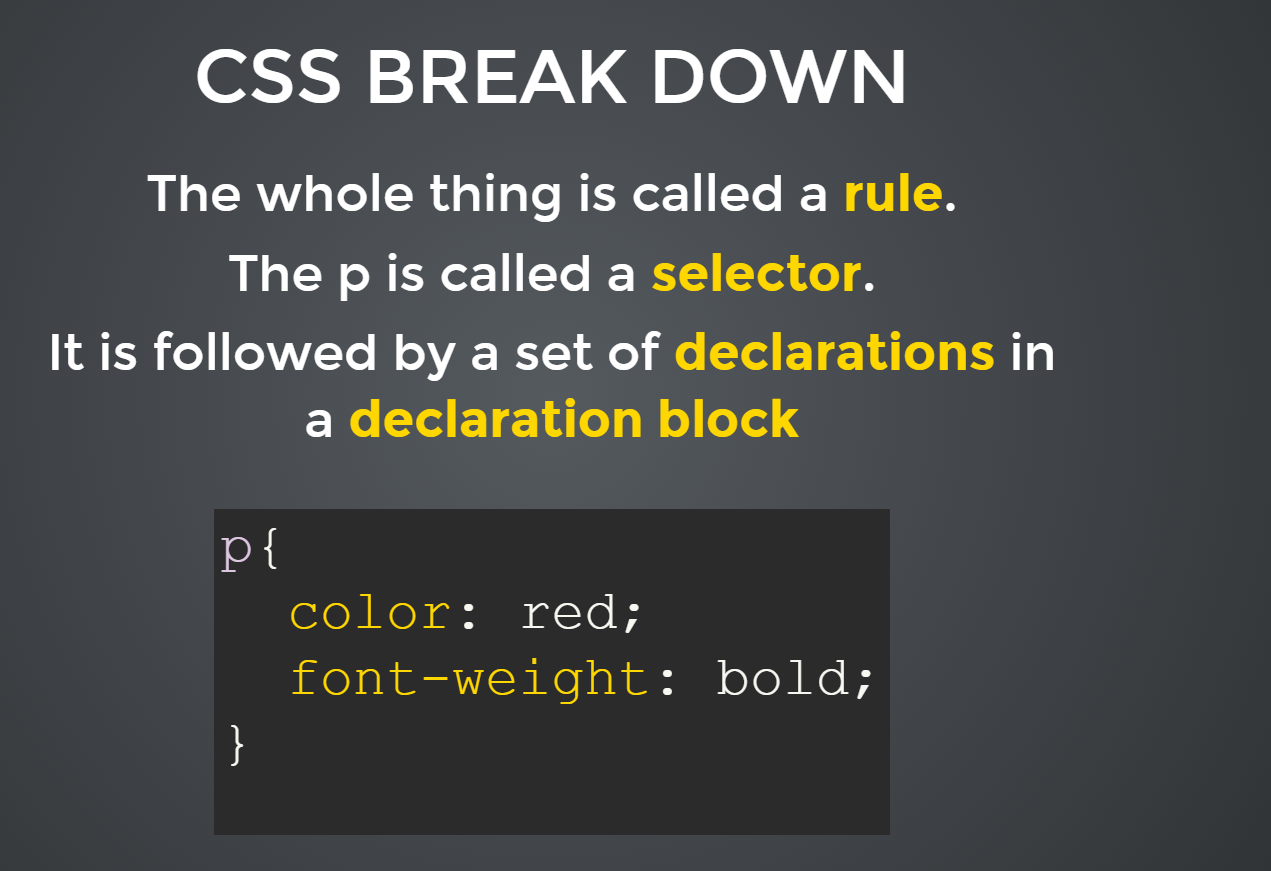 CSS BREAK DOWN
The whole thing is called a rule.
The p is called a selector.
It is followed by a set of declarations in
a declaration block
p{
  color: red;
  font-weight: bold;
}